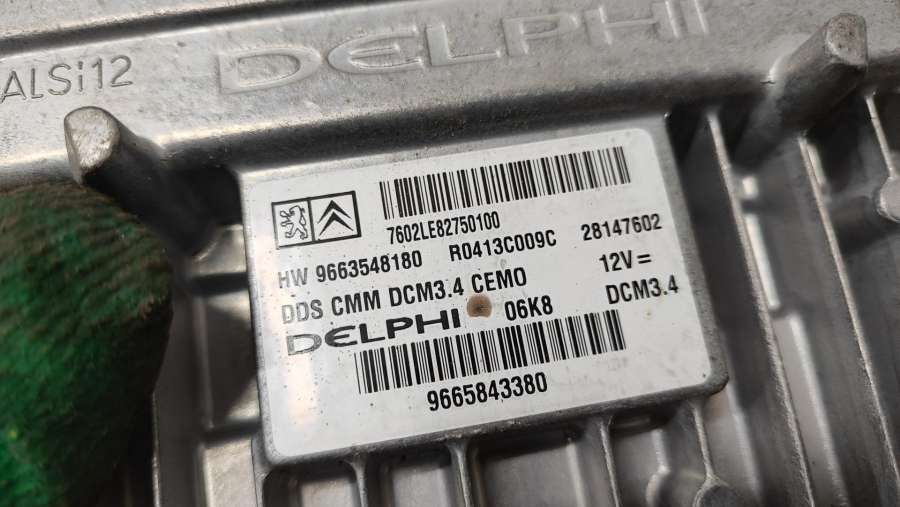 DELPHI
ALSi12
7602LE82750100
HW 9663548180 R0413C009C 28147602
DDS CMM DCM3.4 CEMO 12V =
DELPHI 06K8 DCM3.4
9665843380